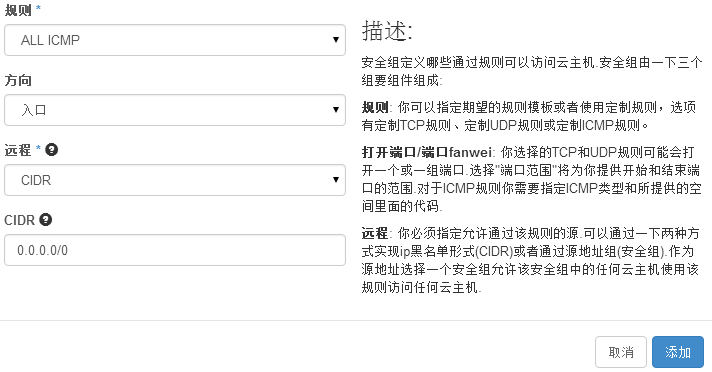 规则 *
ALL ICMP
方向
入口
远程 *
CIDR
CIDR
0.0.0.0/0
描述:
安全组定义哪些通过规则可以访问云主机.安全组由一下三个
组要组件组成:
规则: 你可以指定期望的规则模板或者使用定制规则，选项
有定制TCP规则、定制UDP规则或定制ICMP规则。
打开端口/端口fanwei: 你选择的TCP和UDP规则可能会打
开一个或一组端口.选择"端口范围"将为你提供开始和结束端
口的范围.对于ICMP规则你需要指定ICMP类型和所提供的空
间里面的代码.
远程: 你必须指定允许通过该规则的源.可以通过一下两种方
式实现ip黑名单形式(CIDR)或者通过源地址组(安全组).作为
源地址选择一个安全组允许该安全组中的任何云主机使用该
规则访问任何云主机.
取消
添加